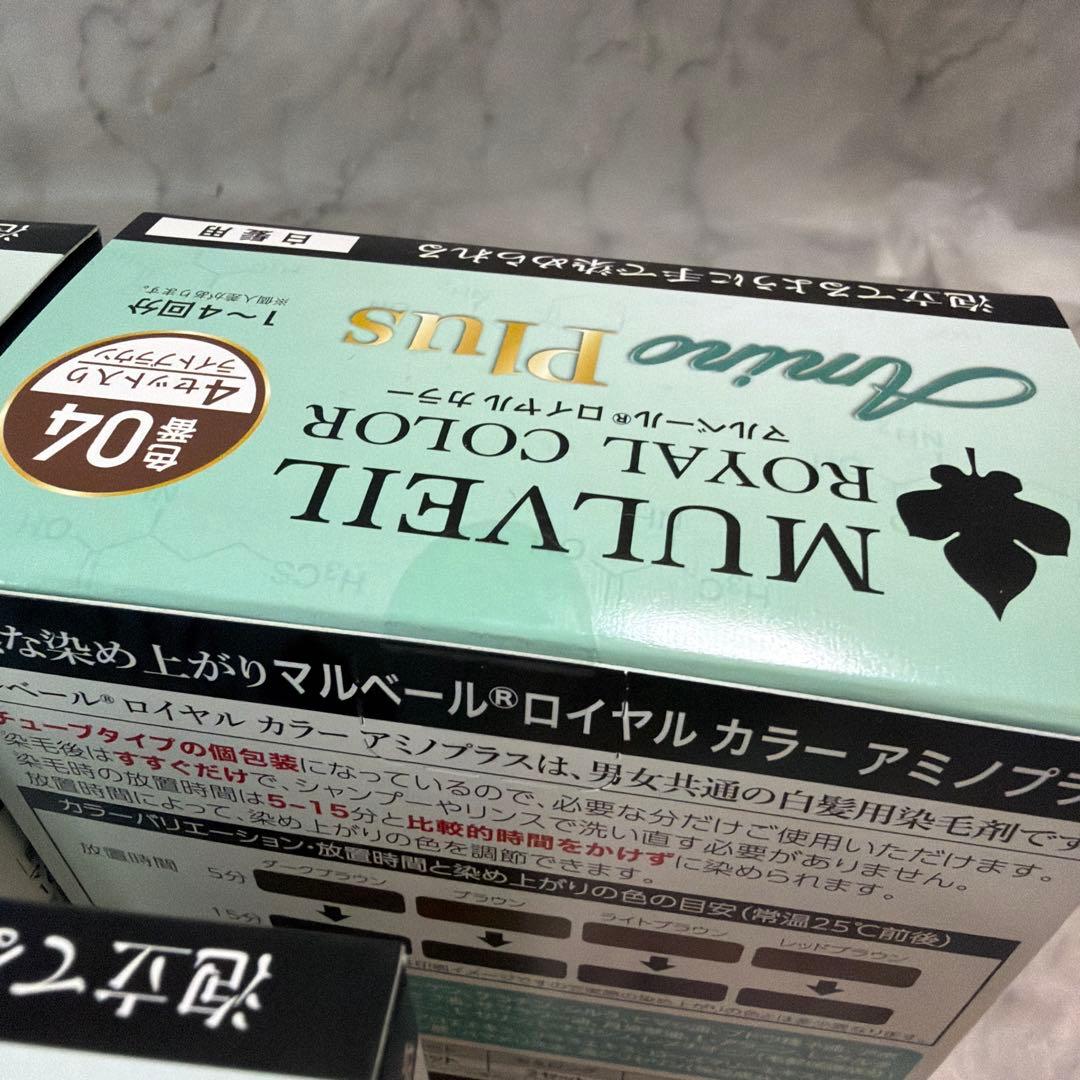 泡立てるように手で染められる
白髪用
Amino Plus
1～4回分
※個人差があります。
マルベール®ロイヤル カラー
ROYAL COLOR
MULVEIL
色番
04
4セット入り
ライトブラウン
H₃CS
OH
な染め上がりマルベール®ロイヤル カラー アミノプラ
ベール® ロイヤル カラー アミノプラスは、男女共通の白髪用染毛剤です
チューブタイプの個包装になっているので、必要な分だけご使用いただけます。
染毛後はすすぐだけで、シャンプーやリンスで洗い直す必要がありません。
染毛時の放置時間は5-15分と比較的時間をかけずに染められます。
放置時間によって、染め上がりの色を調節できます。
カラーバリエーション・放置時間と染め上がりの色の目安(常温25℃前後)
放置時間
ダークブラウン
ブラウン
ライトブラウン
レッドブラウン
5分
15分
泡立て
泡